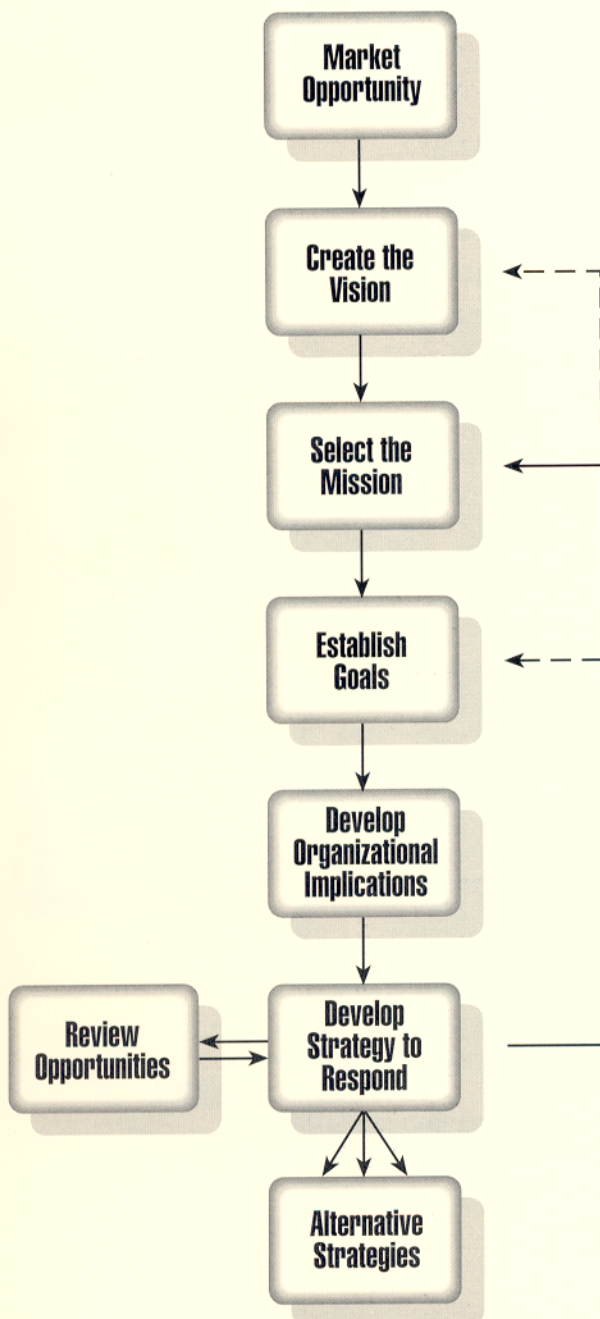 Market
Opportunity
Create the
Vision
Select the
Mission
Establish
Goals
Develop
Organizational
Implications
Review
Opportunities
Develop
Strategy to
Respond
Alternative
Strategies